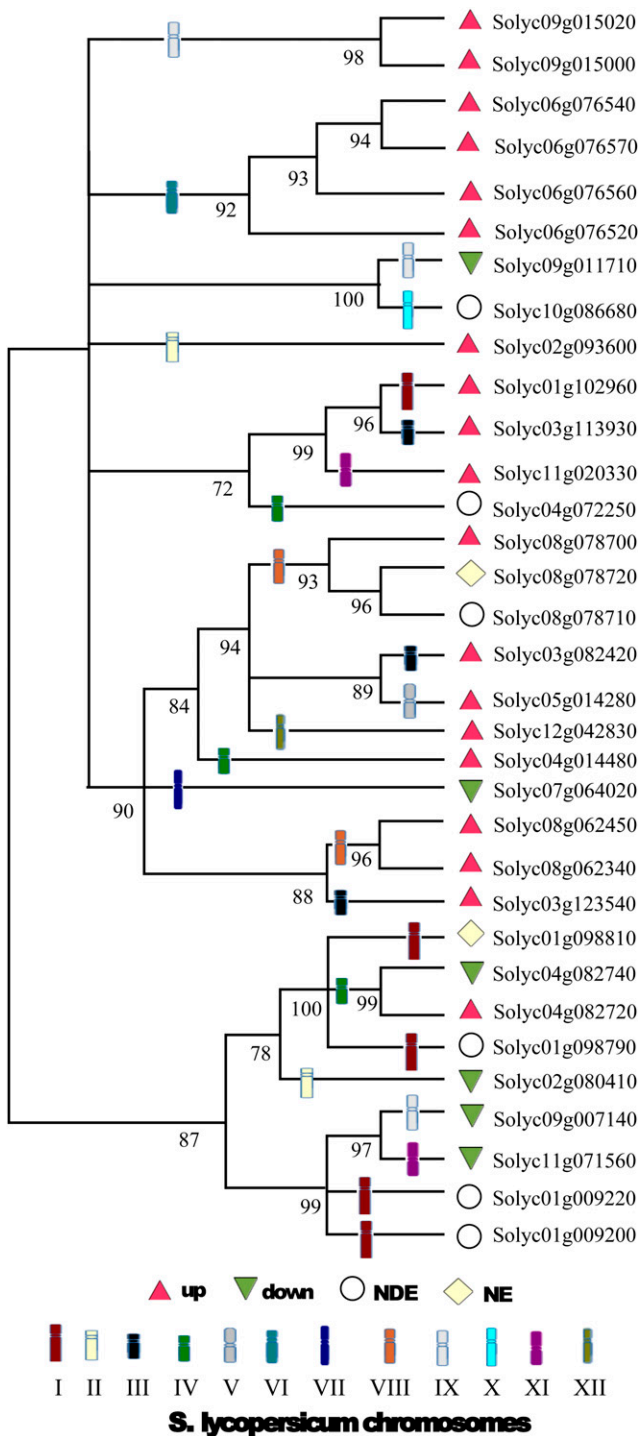 Solyc09g015020
98
Solyc09g015000
Solyc06g076540
94
Solyc06g076570
93
Solyc06g076560
92
Solyc06g076520
Solyc09g011710
100
Solyc10g086680
Solyc02g093600
Solyc01g102960
96
Solyc03g113930
99
Solyc11g020330
72
Solyc04g072250
Solyc08g078700
93
Solyc08g078720
96
Solyc08g078710
94
Solyc03g082420
89
Solyc05g014280
84
Solyc12g042830
Solyc04g014480
90
Solyc07g064020
Solyc08g062450
96
Solyc08g062340
88
Solyc03g123540
Solyc01g098810
Solyc04g082740
100
99
Solyc04g082720
78
Solyc01g098790
Solyc02g080410
87
Solyc09g007140
97
Solyc11g071560
99
Solyc01g009220
Solyc01g009200
up down NDE NE
I II III IV V VI VII VIII IX X XI XII
S. lycopersicum chromosomes